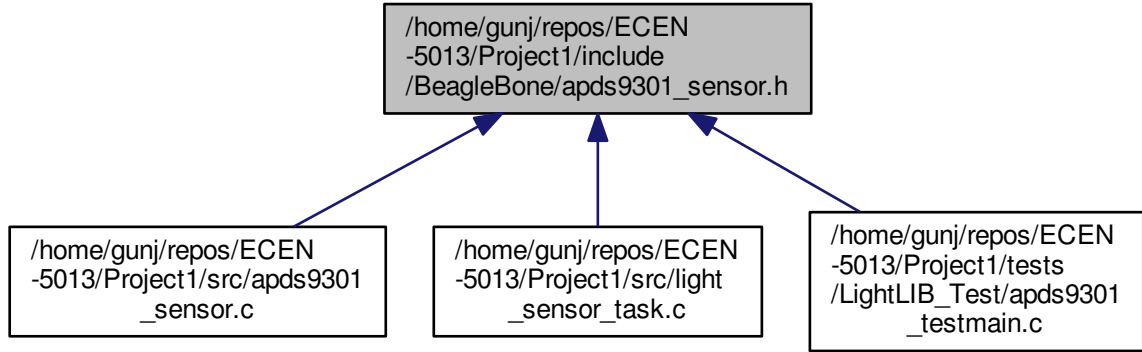 /home/gunj/repos/ECEN
-5013/Project1/include
/BeagleBone/apds9301_sensor.h
/home/gunj/repos/ECEN
-5013/Project1/src/apds9301
_sensor.c
/home/gunj/repos/ECEN
-5013/Project1/src/light
_sensor_task.c
/home/gunj/repos/ECEN
-5013/Project1/tests
/LightLIB_Test/apds9301
_testmain.c